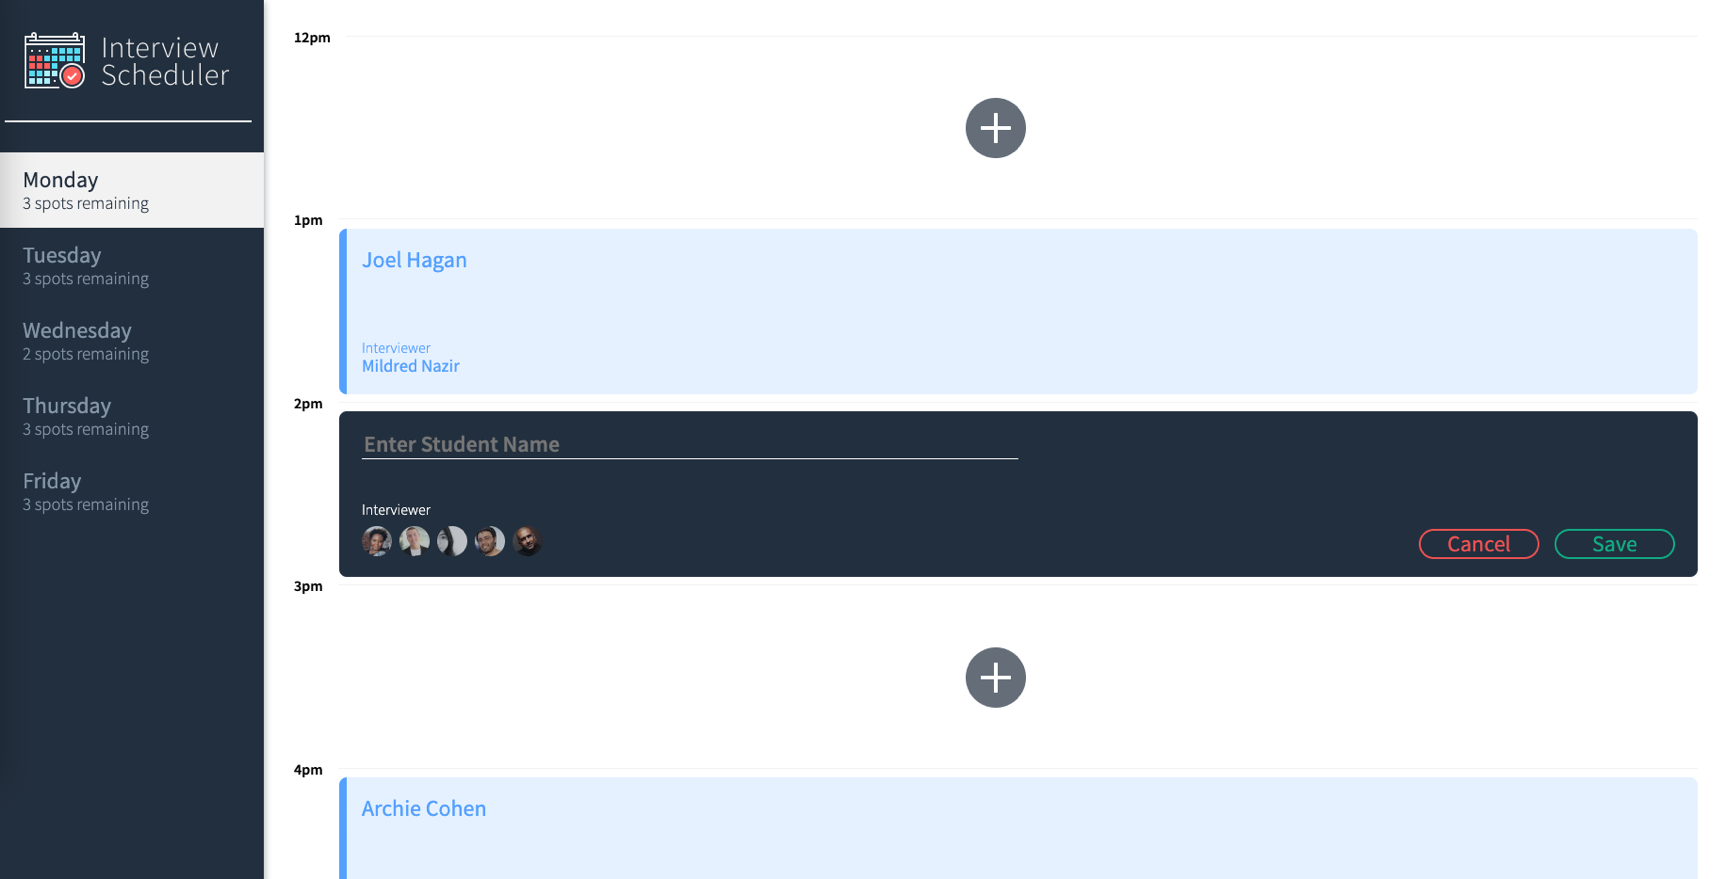 Interview
Scheduler
Monday
3 spots remaining
Tuesday
3 spots remaining
Wednesday
2 spots remaining
Thursday
3 spots remaining
Friday
3 spots remaining
12pm
1pm
Joel Hagan
Interviewer
Mildred Nazir
2pm
Enter Student Name
Interviewer
Cancel
Save
3pm
4pm
Archie Cohen